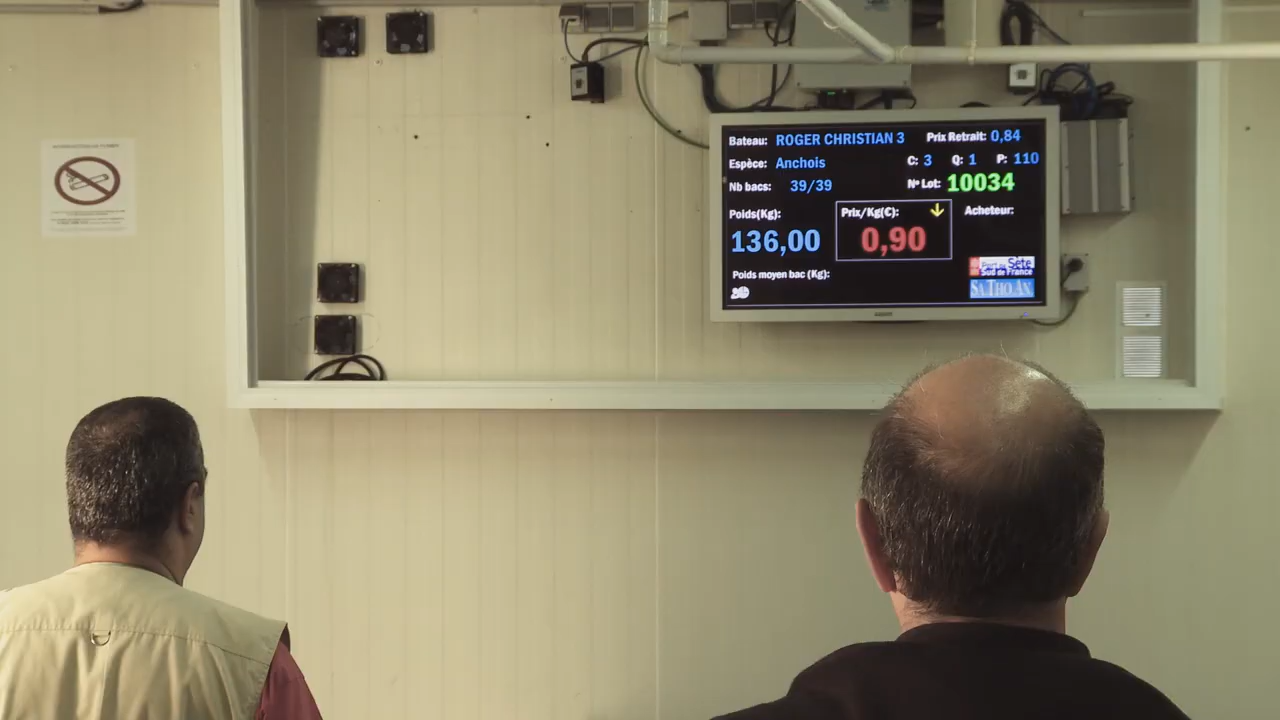 Bateau: ROGER CHRISTIAN 3 Prix Retrait: 0,84
Espèce: Anchois C: 3 Q: 1 P: 110
Nb bacs: 39/39 N° Lot: 10034
Poids(Kg): Prix/Kg(€): Acheteur:
136,00 0,90
Poids moyen bac (Kg):
Port de Sète
Sud de France
SA.THO.AN.